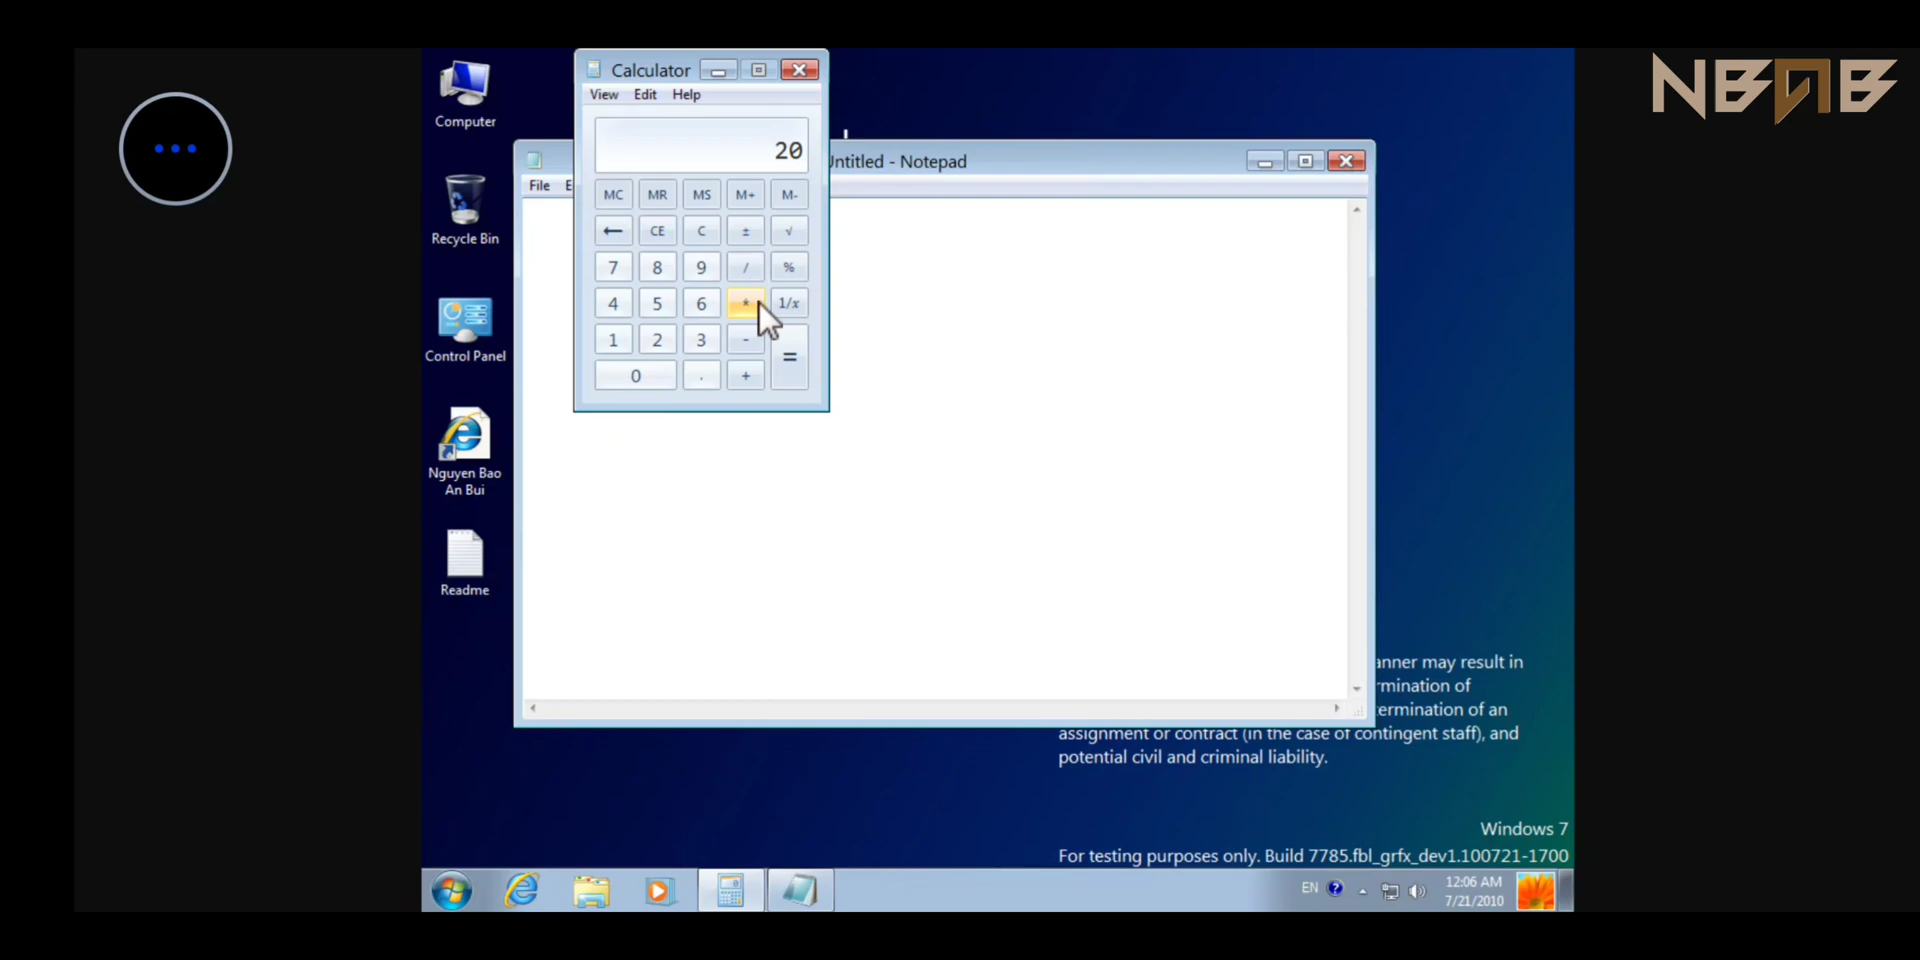 NBAB
Computer
Recycle Bin
Control Panel
Nguyen Bao
An Bui
Readme
Calculator
View Edit Help
20
MC MR MS M+ M-
← CE C ± √
7 8 9 / %
4 5 6 * 1/x
1 2 3 - =
0 . +
Untitled - Notepad
File E
anner may result in
rmination of
ermination of an
assignment or contract (in the case of contingent staff), and
potential civil and criminal liability.
Windows 7
For testing purposes only. Build 7785.fbl_grfx_dev1.100721-1700
EN
12:06 AM
7/21/2010